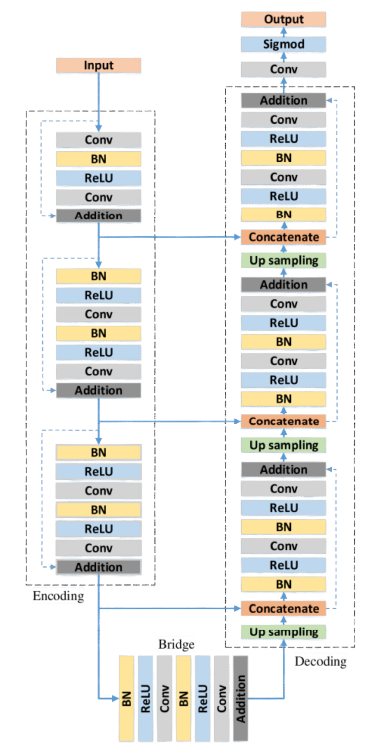 Input
Conv
BN
ReLU
Conv
Addition
BN
ReLU
Conv
BN
ReLU
Conv
Addition
BN
ReLU
Conv
BN
ReLU
Conv
Addition
Encoding
Bridge
BN
ReLU
Conv
BN
ReLU
Conv
Addition
Output
Sigmod
Conv
Addition
Conv
ReLU
BN
Conv
ReLU
BN
Concatenate
Up sampling
Addition
Conv
ReLU
BN
Conv
ReLU
BN
Concatenate
Up sampling
Addition
Conv
ReLU
BN
Conv
ReLU
BN
Concatenate
Up sampling
Decoding